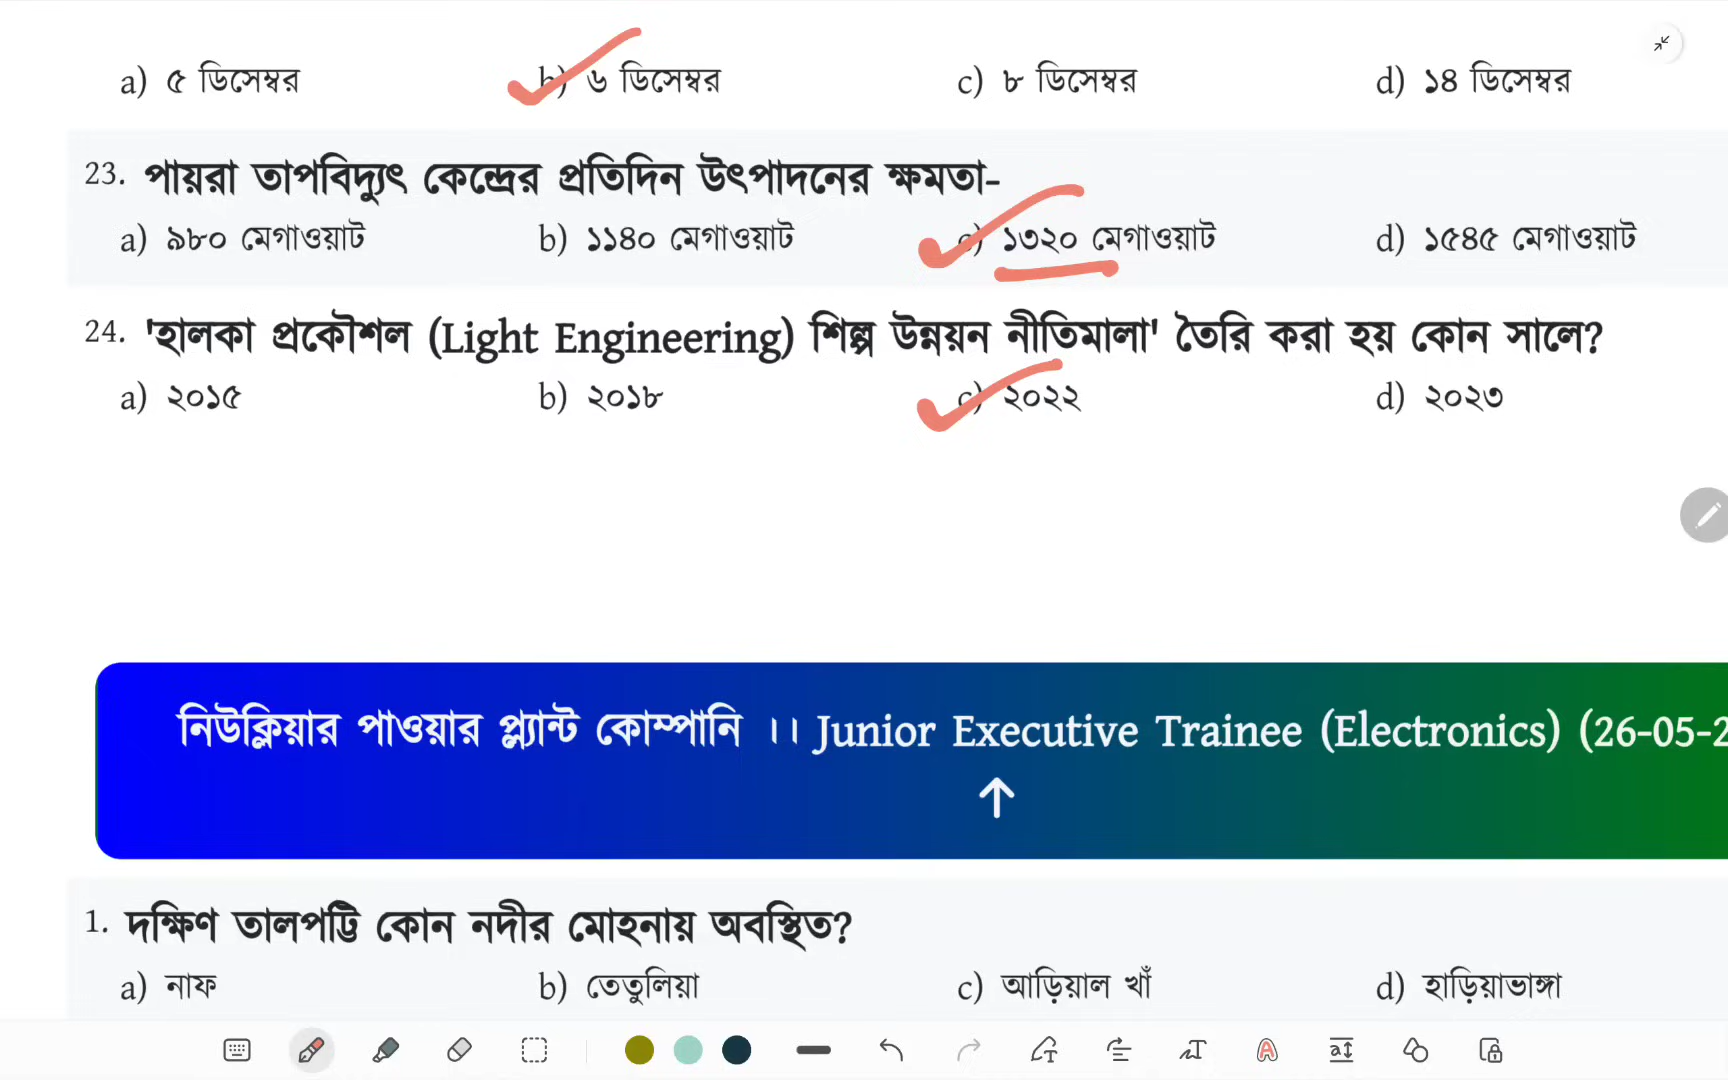 a) ৫ ডিসেম্বর b) ৬ ডিসেম্বর c) ৮ ডিসেম্বর d) ১৪ ডিসেম্বর
23. পায়রা তাপবিদ্যুৎ কেন্দ্রের প্রতিদিন উৎপাদনের ক্ষমতা-
a) ৯৮০ মেগাওয়াট b) ১১৪০ মেগাওয়াট c) ১৩২০ মেগাওয়াট d) ১৫৪৫ মেগাওয়াট
24. 'হালকা প্রকৌশল (Light Engineering) শিল্প উন্নয়ন নীতিমালা' তৈরি করা হয় কোন সালে?
a) ২০১৫ b) ২০১৮ c) ২০২২ d) ২০২৩
নিউক্লিয়ার পাওয়ার প্ল্যান্ট কোম্পানি ।। Junior Executive Trainee (Electronics) (26-05-2
1. দক্ষিণ তালপট্টি কোন নদীর মোহনায় অবস্থিত?
a) নাফ b) তেতুলিয়া c) আড়িয়াল খাঁ d) হাড়িয়াভাঙ্গা